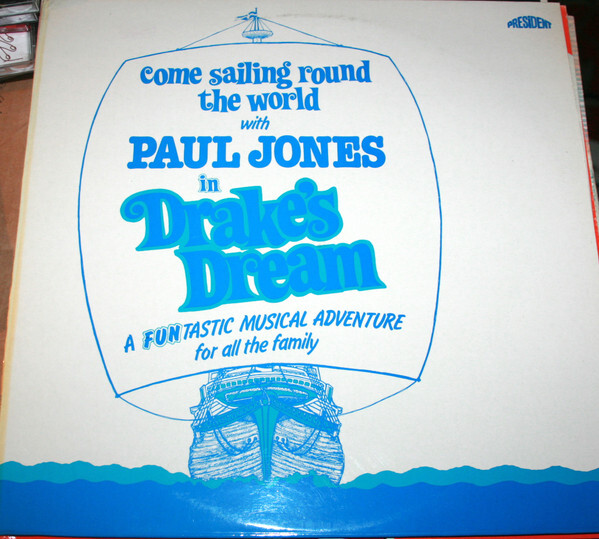 PRESIDENT
come sailing round
the world
with
PAUL JONES
in
Drake's
Dream
A FUNTASTIC MUSICAL ADVENTURE
for all the family